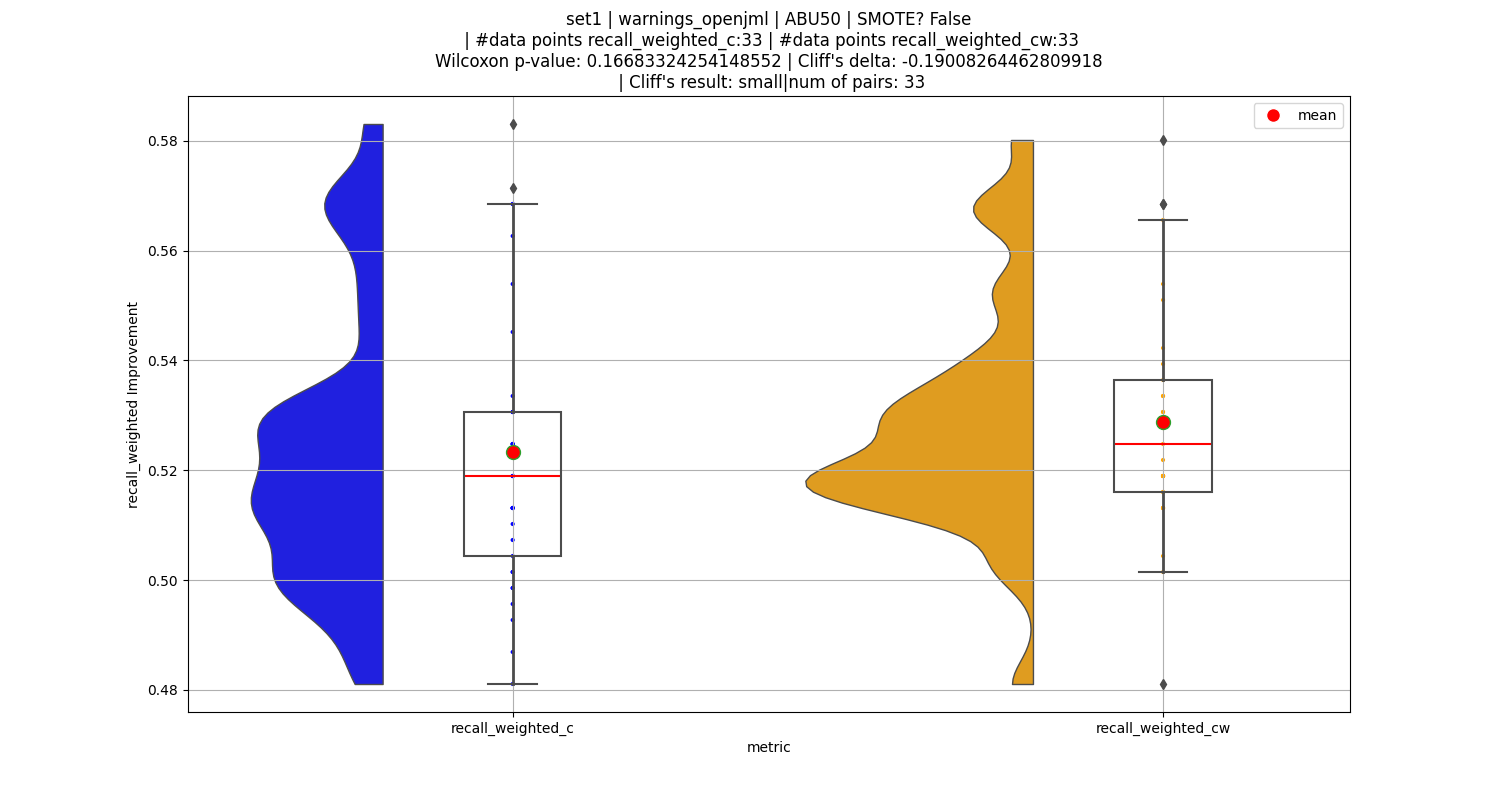 set1 | warnings_openjml | ABU50 | SMOTE? False
| #data points recall_weighted_c:33 | #data points recall_weighted_cw:33
Wilcoxon p-value: 0.16683324254148552 | Cliff's delta: -0.19008264462809918
| Cliff's result: small|num of pairs: 33
mean
0.58
0.56
0.54
0.52
0.50
0.48
recall_weighted Improvement
recall_weighted_c
recall_weighted_cw
metric